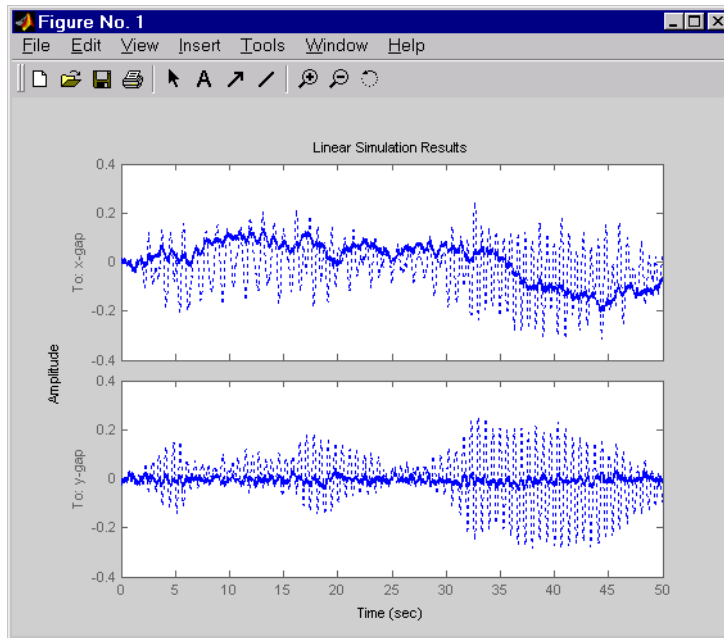 Figure No. 1
File Edit View Insert Tools Window Help
A
Linear Simulation Results
Amplitude
To: x-gap
0.4
0.2
0
-0.2
-0.4
To: y-gap
0.4
0.2
0
-0.2
-0.4
0 5 10 15 20 25 30 35 40 45 50
Time (sec)